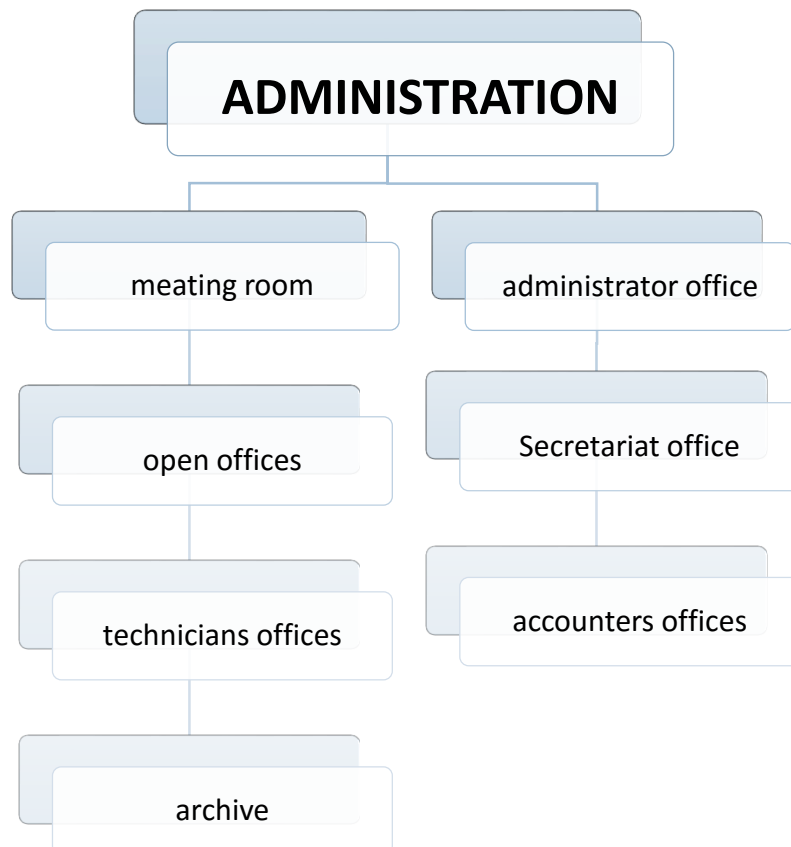 ADMINISTRATION
meating room
administrator office
open offices
Secretariat office
technicians offices
accounters offices
archive